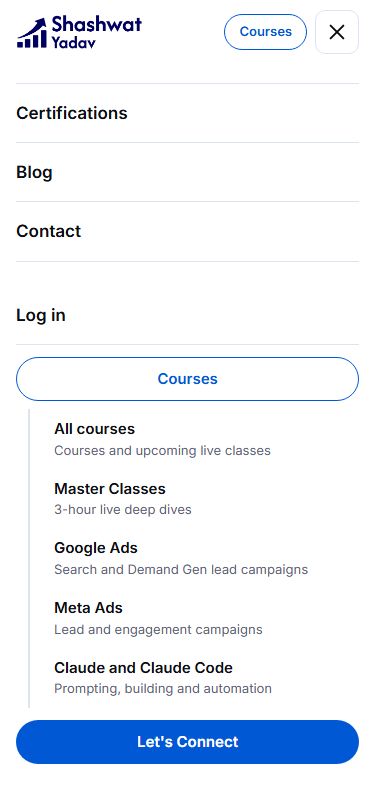 Shashwat
Yadav
Courses
Certifications
Blog
Contact
Log in
Courses
All courses
Courses and upcoming live classes
Master Classes
3-hour live deep dives
Google Ads
Search and Demand Gen lead campaigns
Meta Ads
Lead and engagement campaigns
Claude and Claude Code
Prompting, building and automation
Let's Connect